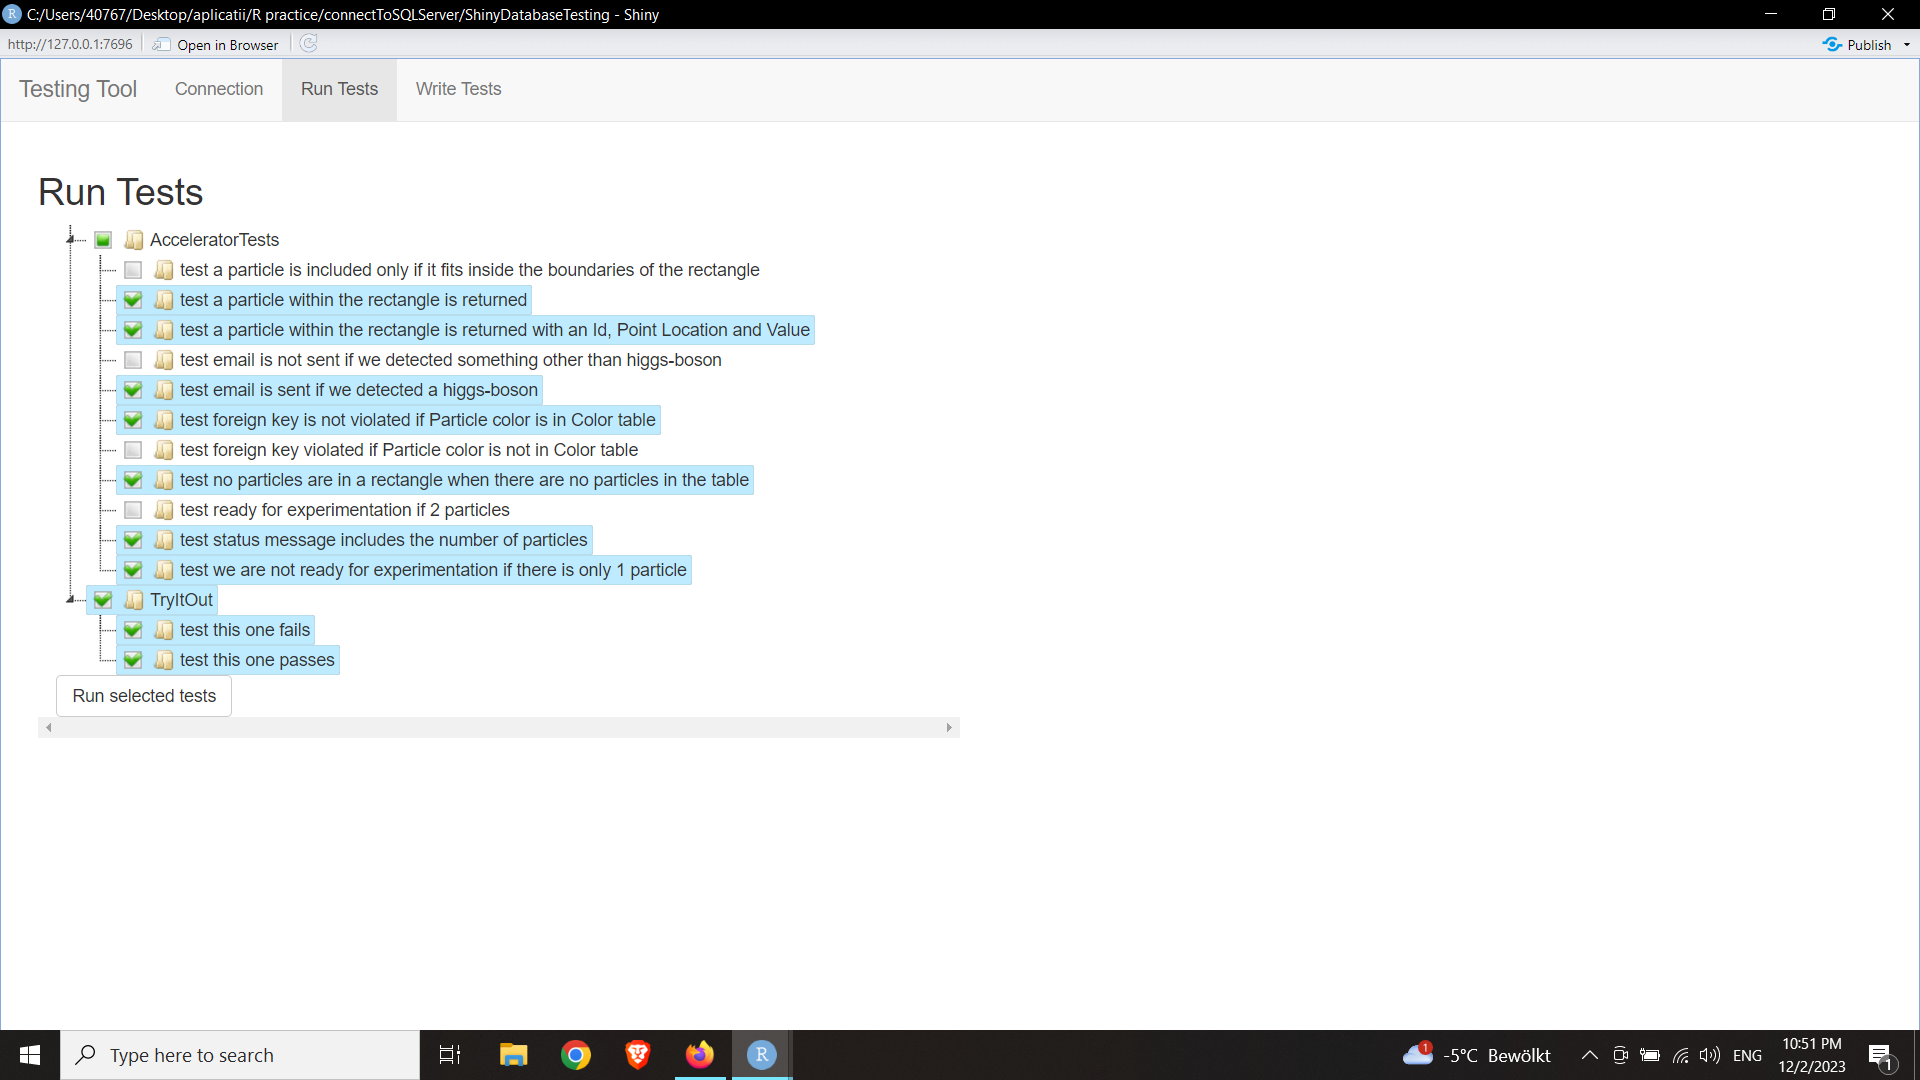 R C:/Users/40767/Desktop/aplicatii/R practice/connectToSQLServer/ShinyDatabaseTesting - Shiny
http://127.0.0.1:7696 Open in Browser Publish
Testing Tool Connection Run Tests Write Tests
Run Tests
AcceleratorTests
test a particle is included only if it fits inside the boundaries of the rectangle
test a particle within the rectangle is returned
test a particle within the rectangle is returned with an Id, Point Location and Value
test email is not sent if we detected something other than higgs-boson
test email is sent if we detected a higgs-boson
test foreign key is not violated if Particle color is in Color table
test foreign key violated if Particle color is not in Color table
test no particles are in a rectangle when there are no particles in the table
test ready for experimentation if 2 particles
test status message includes the number of particles
test we are not ready for experimentation if there is only 1 particle
TryItOut
test this one fails
test this one passes
Run selected tests
Type here to search R 1 -5°C Bewölkt ENG 10:51 PM
12/2/2023 1